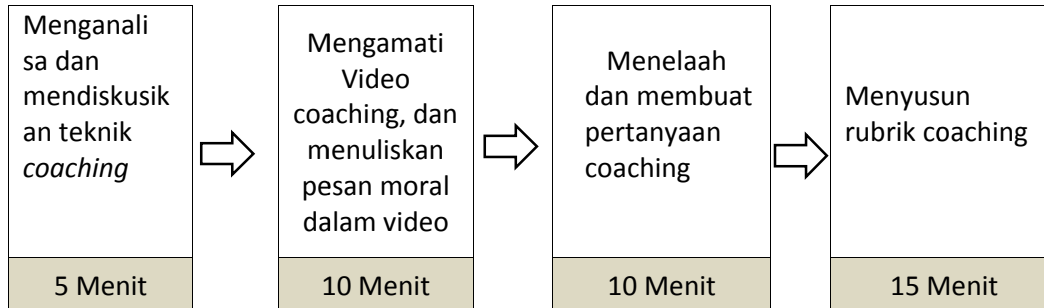 Menganali
sa dan
mendiskusik
an teknik
coaching
5 Menit
Mengamati
Video
coaching, dan
menuliskan
pesan moral
dalam video
10 Menit
Menelaah
dan membuat
pertanyaan
coaching
10 Menit
Menyusun
rubrik coaching
15 Menit